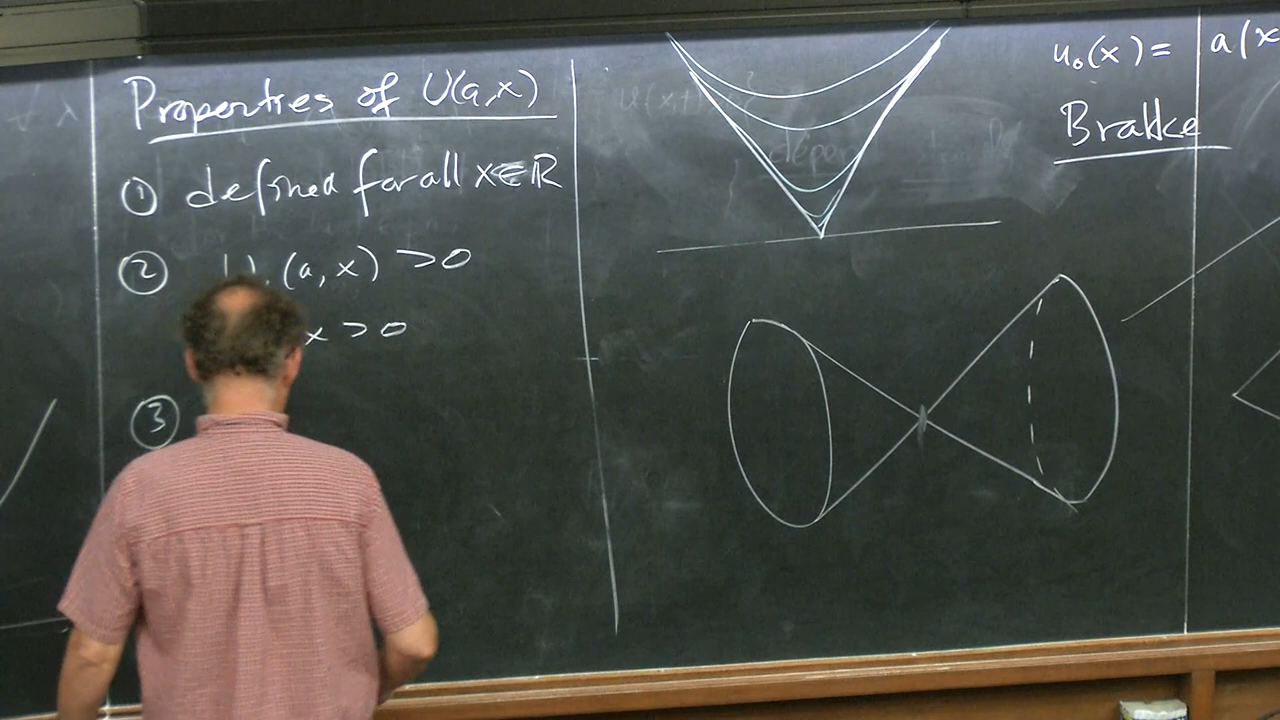 Properties of U(a,x)
① defined for all x∈ℝ
② (a,x) >0
x >0
③
u₀(x) = a|x
Brakke